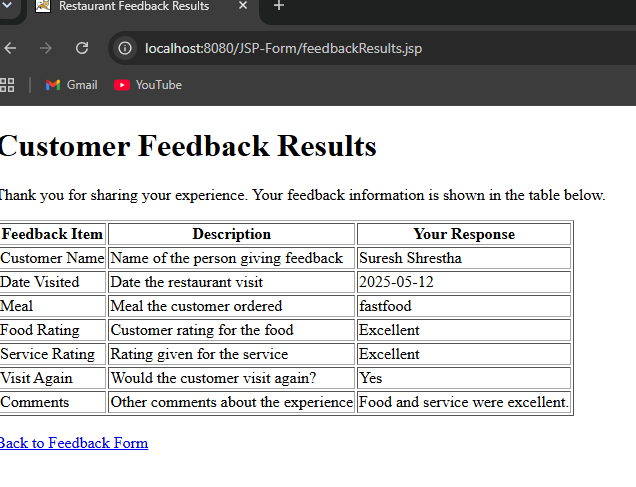 Restaurant Feedback Results
localhost:8080/JSP-Form/feedbackResults.jsp
Gmail YouTube
Customer Feedback Results
Thank you for sharing your experience. Your feedback information is shown in the table below.
Feedback Item Description Your Response
Customer Name Name of the person giving feedback Suresh Shrestha
Date Visited Date the restaurant visit 2025-05-12
Meal Meal the customer ordered fastfood
Food Rating Customer rating for the food Excellent
Service Rating Rating given for the service Excellent
Visit Again Would the customer visit again? Yes
Comments Other comments about the experience Food and service were excellent.
Back to Feedback Form